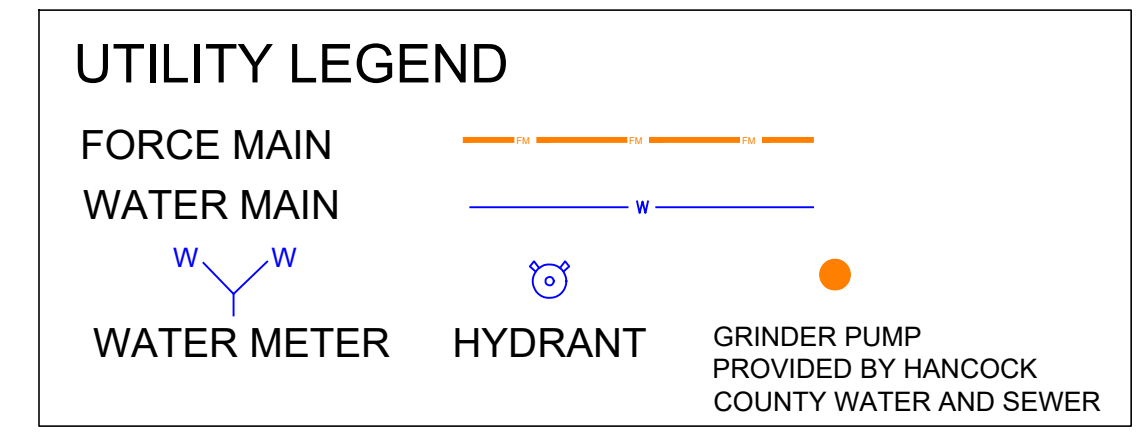 UTILITY LEGEND
FORCE MAIN
FM FM FM
WATER MAIN
W
W W
WATER METER
HYDRANT
GRINDER PUMP
PROVIDED BY HANCOCK
COUNTY WATER AND SEWER